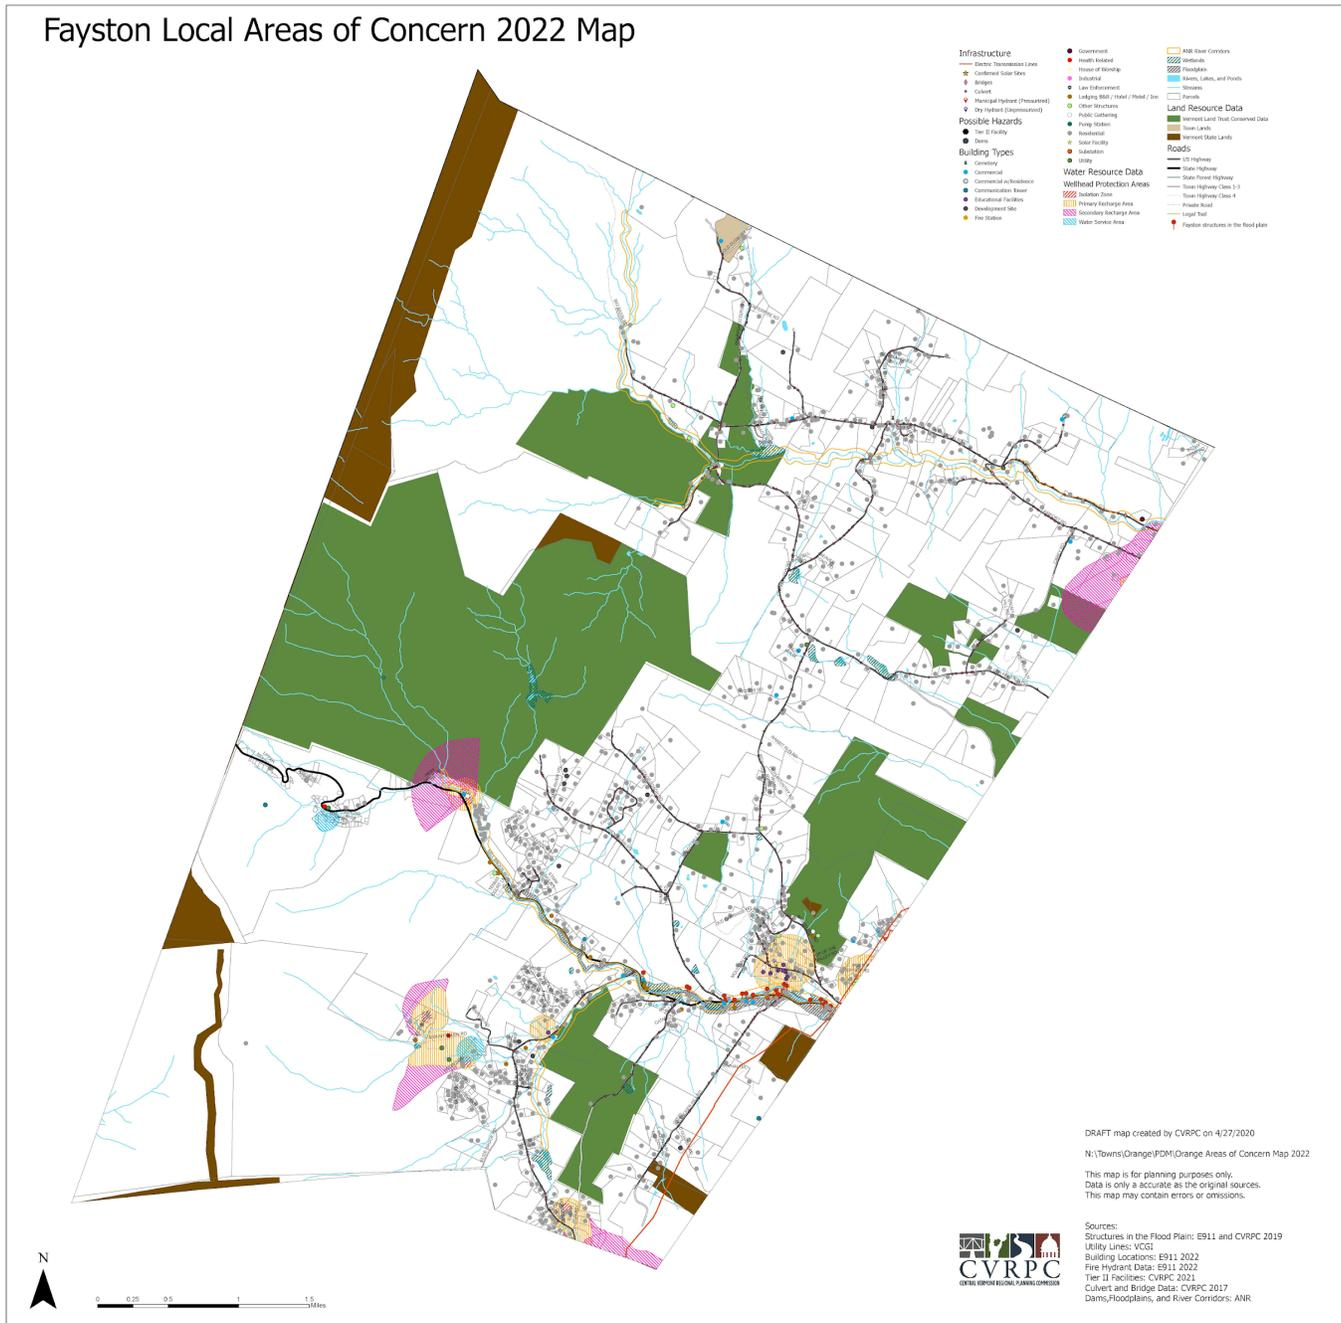 Fayston Local Areas of Concern 2022 Map
Infrastructure
Electric Transmission Lines
Confirmed Solar Sites
Bridges
Culvert
Municipal Hydrant (Pressurized)
Dry Hydrant (Unpressurized)
Possible Hazards
Tier II Facility
Dams
Building Types
Cemetery
Commercial
Commercial w/Residence
Communication Tower
Educational Facilities
Development Site
Fire Station
Government
Health Related
House of Worship
Industrial
Law Enforcement
Lodging B&B / Hotel / Motel / Inn
Other Structures
Public Gathering
Pump Station
Residential
Solar Facility
Substation
Utility
Water Resource Data
Wellhead Protection Areas
Isolation Zone
Primary Recharge Area
Secondary Recharge Area
Water Service Area
ANR River Corridors
Wetlands
Floodplain
Rivers, Lakes, and Ponds
Streams
Parcels
Land Resource Data
Vermont Land Trust Conserved Data
Town Lands
Vermont State Lands
Roads
US Highway
State Highway
State Forest Highway
Town Highway Class 1-3
Town Highway Class 4
Private Road
Legal Trail
Fayston structures in the flood plain
DRAFT map created by CVRPC on 4/27/2020
N:\Towns\Orange\PDM\Orange Areas of Concern Map 2022
This map is for planning purposes only.
Data is only a accurate as the original sources.
This map may contain errors or omissions.
Sources:
Structures in the Flood Plain: E911 and CVRPC 2019
Utility Lines: VCGI
Building Locations: E911 2022
Fire Hydrant Data: E911 2022
Tier II Facilities: CVRPC 2021
Culvert and Bridge Data: CVRPC 2017
Dams,Floodplains, and River Corridors: ANR
CVRPC
CENTRAL VERMONT REGIONAL PLANNING COMMISSION
N
0 0.25 0.5 1 1.5
Miles